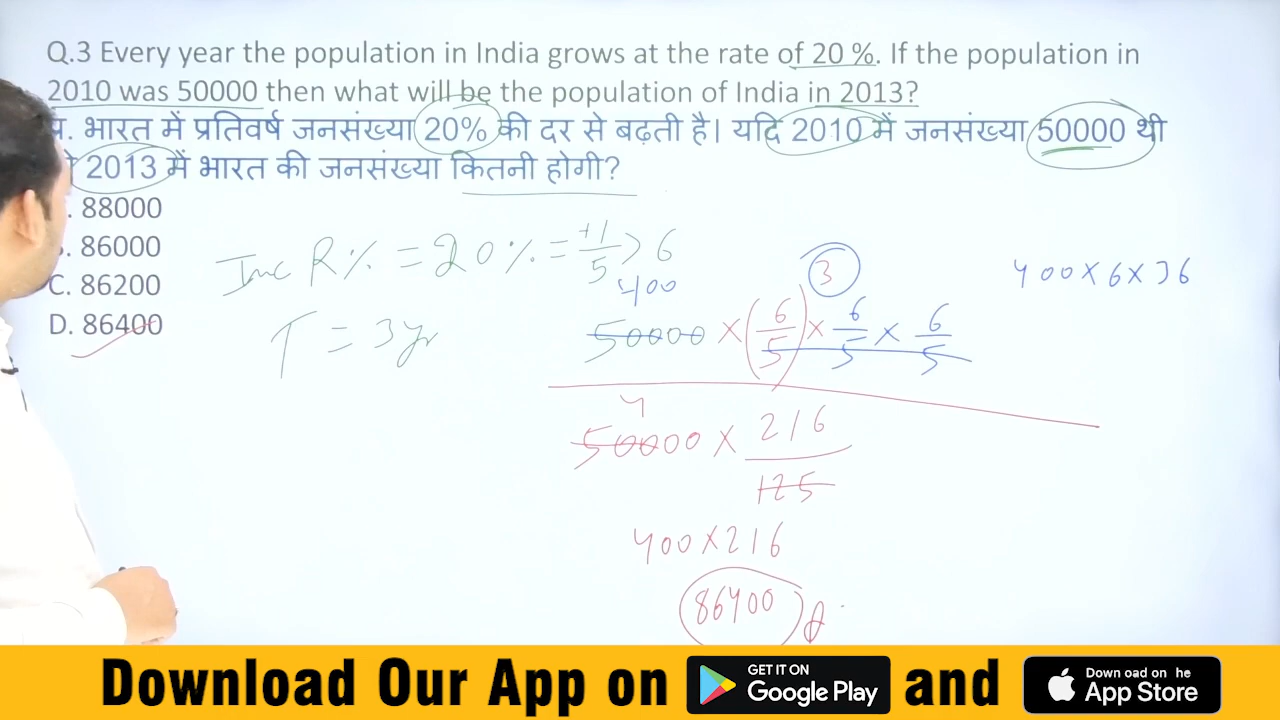 Q.3 Every year the population in India grows at the rate of 20 %. If the population in
2010 was 50000 then what will be the population of India in 2013?
प्र. भारत में प्रतिवर्ष जनसंख्या 20% की दर से बढ़ती है। यदि 2010 में जनसंख्या 50000 थी
2013 में भारत की जनसंख्या कितनी होगी?
. 88000
. 86000
C. 86200
D. 86400
Inc R% = 20% = +1/5 > 6
T = 3yr
400
3
50000 × (6/5) × 6/5 × 6/5
400×6×36
4
50000 × 216/125
400×216
86400
Download Our App on GET IT ON Google Play and Down oad on he App Store